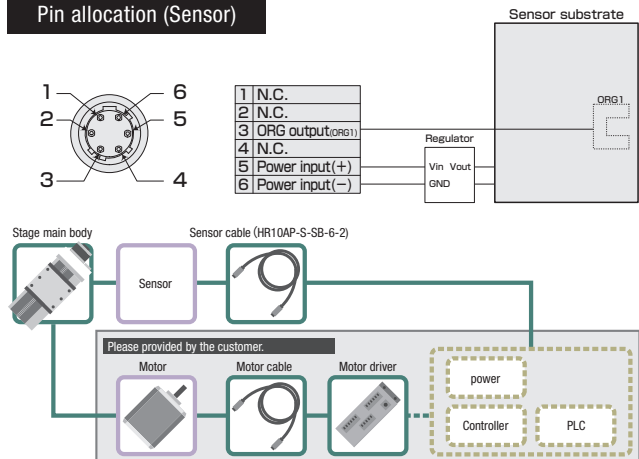 Pin allocation (Sensor)
Sensor substrate
1
2
3
6
5
4
1 N.C.
2 N.C.
3 ORG output(ORG1)
4 N.C.
5 Power input(+)
6 Power input(−)
Regulator
Vin Vout
GND
ORG1
Stage main body
Sensor
Sensor cable (HR10AP-S-SB-6-2)
Please provided by the customer.
Motor
Motor cable
Motor driver
power
Controller
PLC